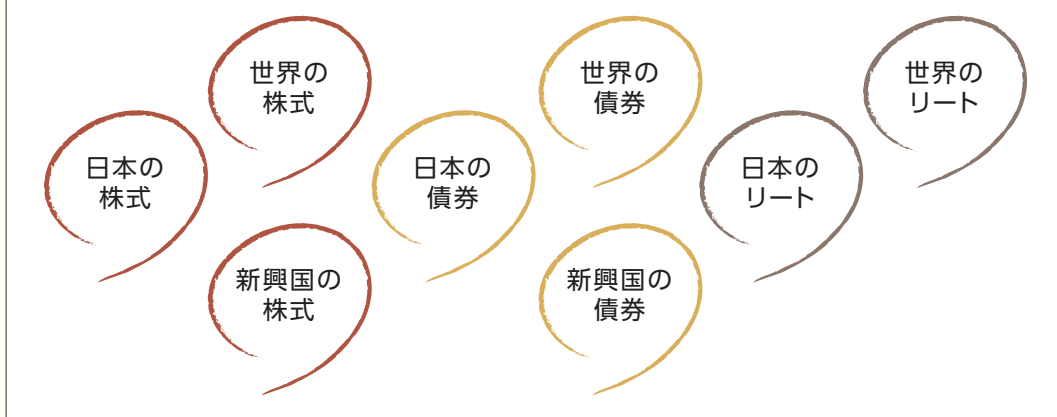 世界の
株式
世界の
債券
世界の
リート
日本の
株式
日本の
債券
日本の
リート
新興国の
株式
新興国の
債券